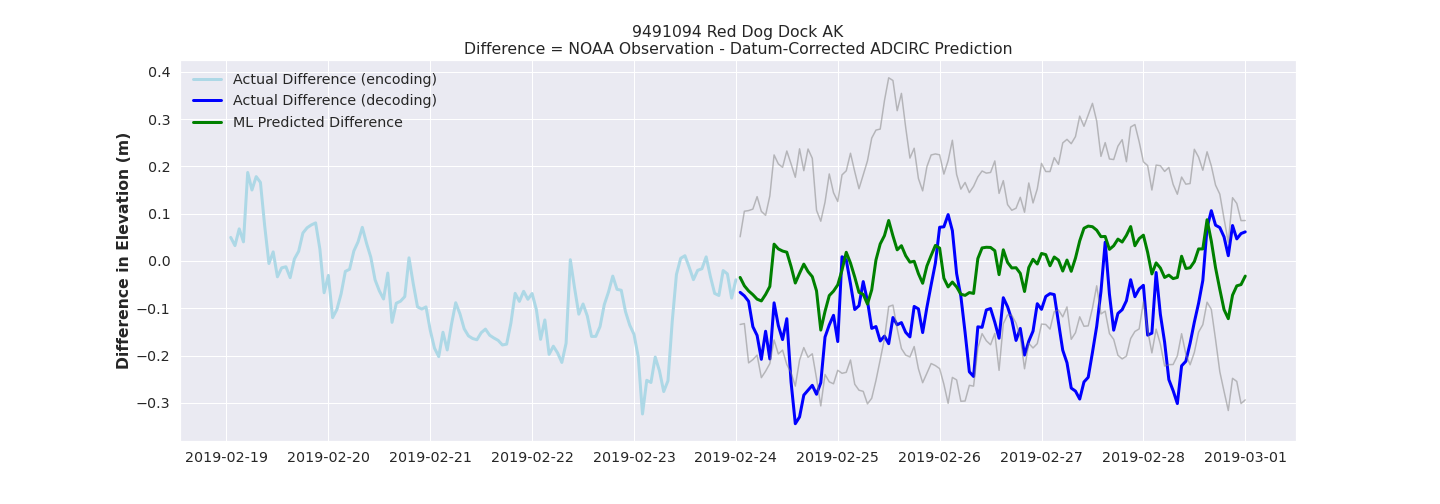 9491094 Red Dog Dock AK
Difference = NOAA Observation - Datum-Corrected ADCIRC Prediction
Actual Difference (encoding)
Actual Difference (decoding)
ML Predicted Difference
Difference in Elevation (m)
0.4
0.3
0.2
0.1
0.0
−0.1
−0.2
−0.3
2019-02-19 2019-02-20 2019-02-21 2019-02-22 2019-02-23 2019-02-24 2019-02-25 2019-02-26 2019-02-27 2019-02-28 2019-03-01